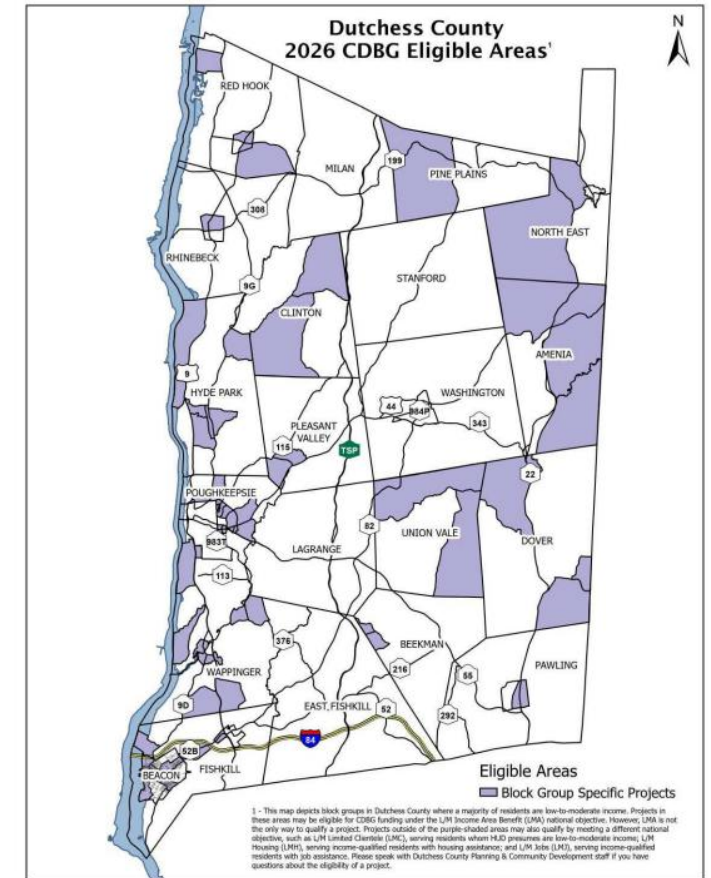 Dutchess County
2026 CDBG Eligible Areas¹
N
RED HOOK
MILAN
199
PINE PLAINS
308
NORTH EAST
RHINEBECK
STANFORD
9G
CLINTON
AMENIA
9
HYDE PARK
WASHINGTON
44
984P
343
PLEASANT
VALLEY
115
TSP
22
POUGHKEEPSIE
82
UNION VALE
DOVER
983T
LAGRANGE
113
376
BEEKMAN
PAWLING
216
55
WAPPINGER
9D
EAST FISHKILL
52
292
84
52B
BEACON
FISHKILL
Eligible Areas
Block Group Specific Projects
1 - This map depicts block groups in Dutchess County where a majority of residents are low-to-moderate income. Projects in
these areas may be eligible for CDBG funding under the L/M Income Area Benefit (LMA) national objective. However, LMA is not
the only way to qualify a project. Projects outside of the purple-shaded areas may also qualify by meeting a different national
objective, such as L/M Limited Clientele (LMC), serving residents whom HUD presumes are low-to-moderate income; L/M
Housing (LMH), serving income-qualified residents with housing assistance; and L/M Jobs (LMJ), serving income-qualified
residents with job assistance. Please speak with Dutchess County Planning & Community Development staff if you have
questions about the eligibility of a project.